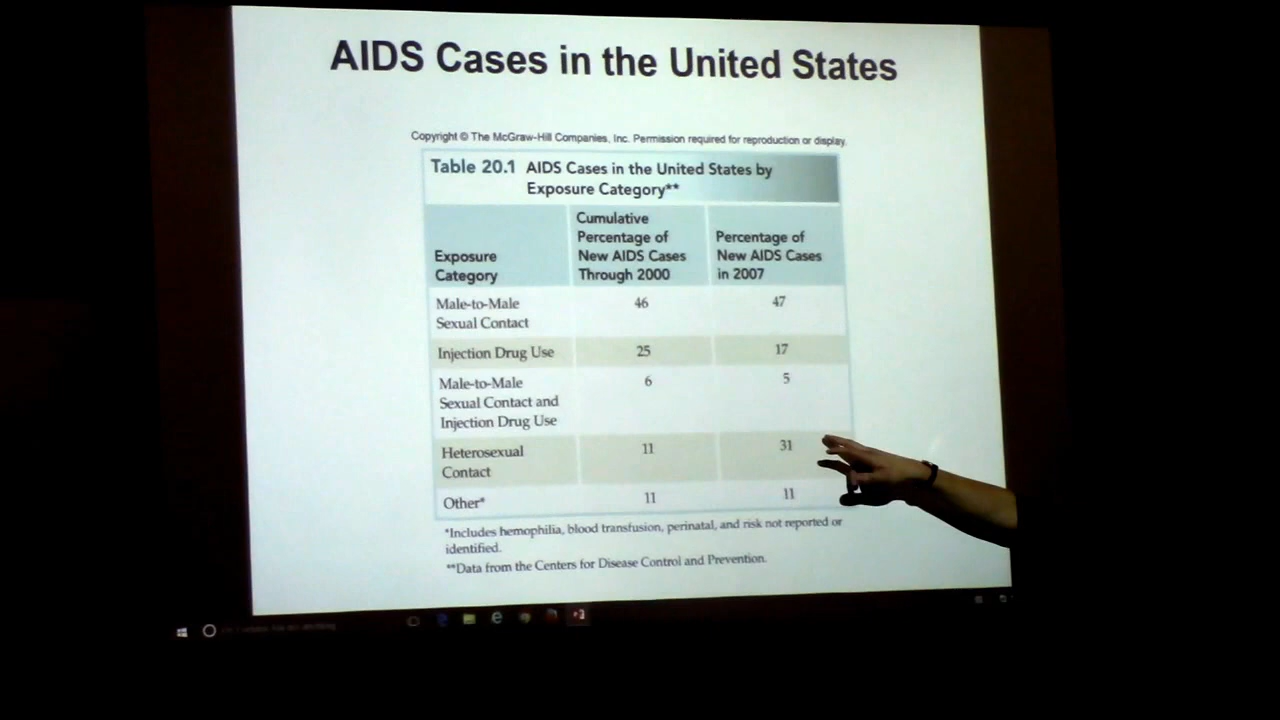 AIDS Cases in the United States
Copyright © The McGraw-Hill Companies, Inc. Permission required for reproduction or display.
Table 20.1 AIDS Cases in the United States by
Exposure Category**
Exposure
Category
Cumulative
Percentage of
New AIDS Cases
Through 2000
Percentage of
New AIDS Cases
in 2007
Male-to-Male
Sexual Contact
46
47
Injection Drug Use
25
17
Male-to-Male
Sexual Contact and
Injection Drug Use
6
5
Heterosexual
Contact
11
31
Other*
11
11
*Includes hemophilia, blood transfusion, perinatal, and risk not reported or
identified.
**Data from the Centers for Disease Control and Prevention.